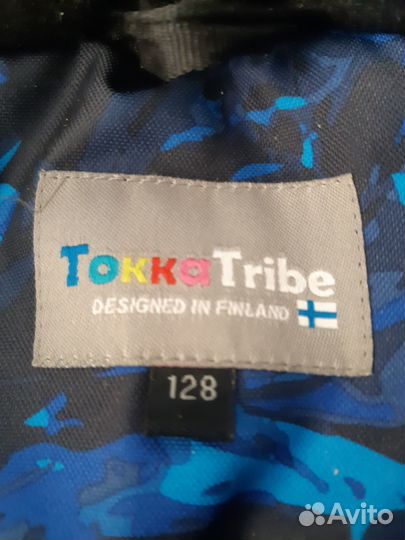 TokkaTribe
DESIGNED IN FINLAND
128
Avito